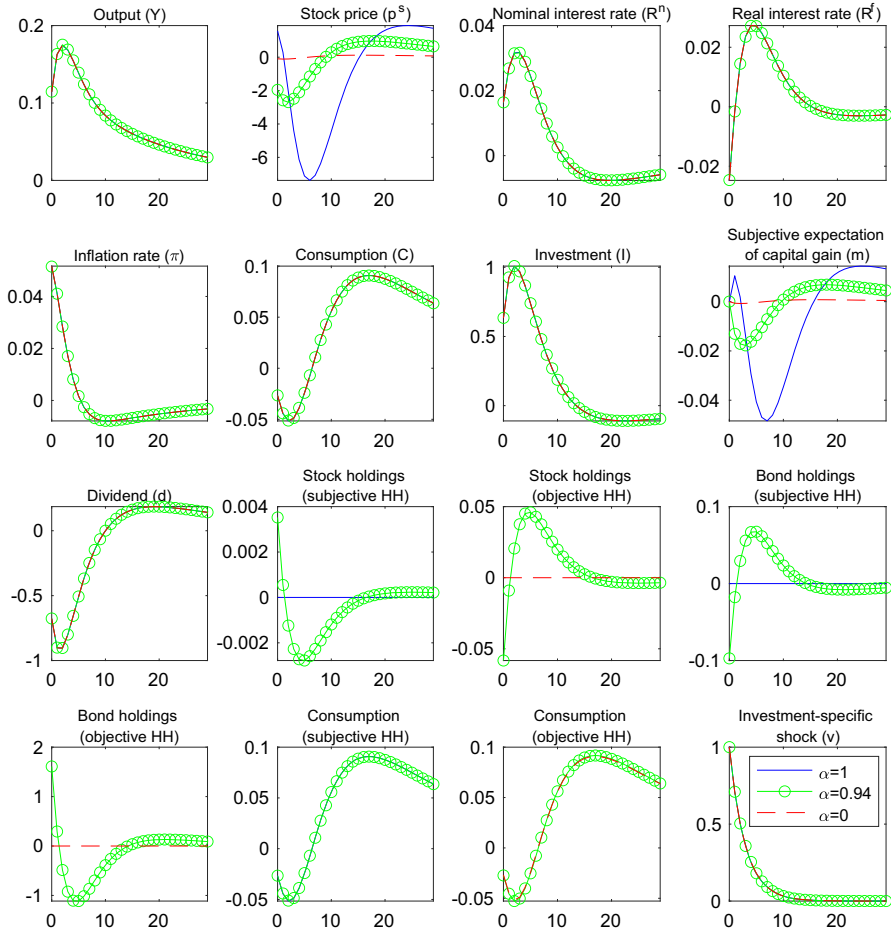 Output (Y)
0.2
0.1
0
0 10 20
Stock price (p^s)
0
-2
-4
-6
0 10 20
Nominal interest rate (R^n)
0.04
0.02
0
0 10 20
Real interest rate (R^f)
0.02
0
-0.02
0 10 20
Inflation rate (π)
0.04
0.02
0
0 10 20
Consumption (C)
0.1
0.05
0
-0.05
0 10 20
Investment (I)
1
0.5
0
0 10 20
Subjective expectation
of capital gain (m)
0
-0.02
-0.04
0 10 20
Dividend (d)
0
-0.5
-1
0 10 20
Stock holdings
(subjective HH)
0.004
0.002
0
-0.002
0 10 20
Stock holdings
(objective HH)
0.05
0
-0.05
0 10 20
Bond holdings
(subjective HH)
0.1
0
-0.1
0 10 20
Bond holdings
(objective HH)
2
1
0
-1
0 10 20
Consumption
(subjective HH)
0.1
0.05
0
-0.05
0 10 20
Consumption
(objective HH)
0.1
0.05
0
-0.05
0 10 20
Investment-specific
shock (v)
1
0.5
0
0 10 20
α=1
α=0.94
α=0